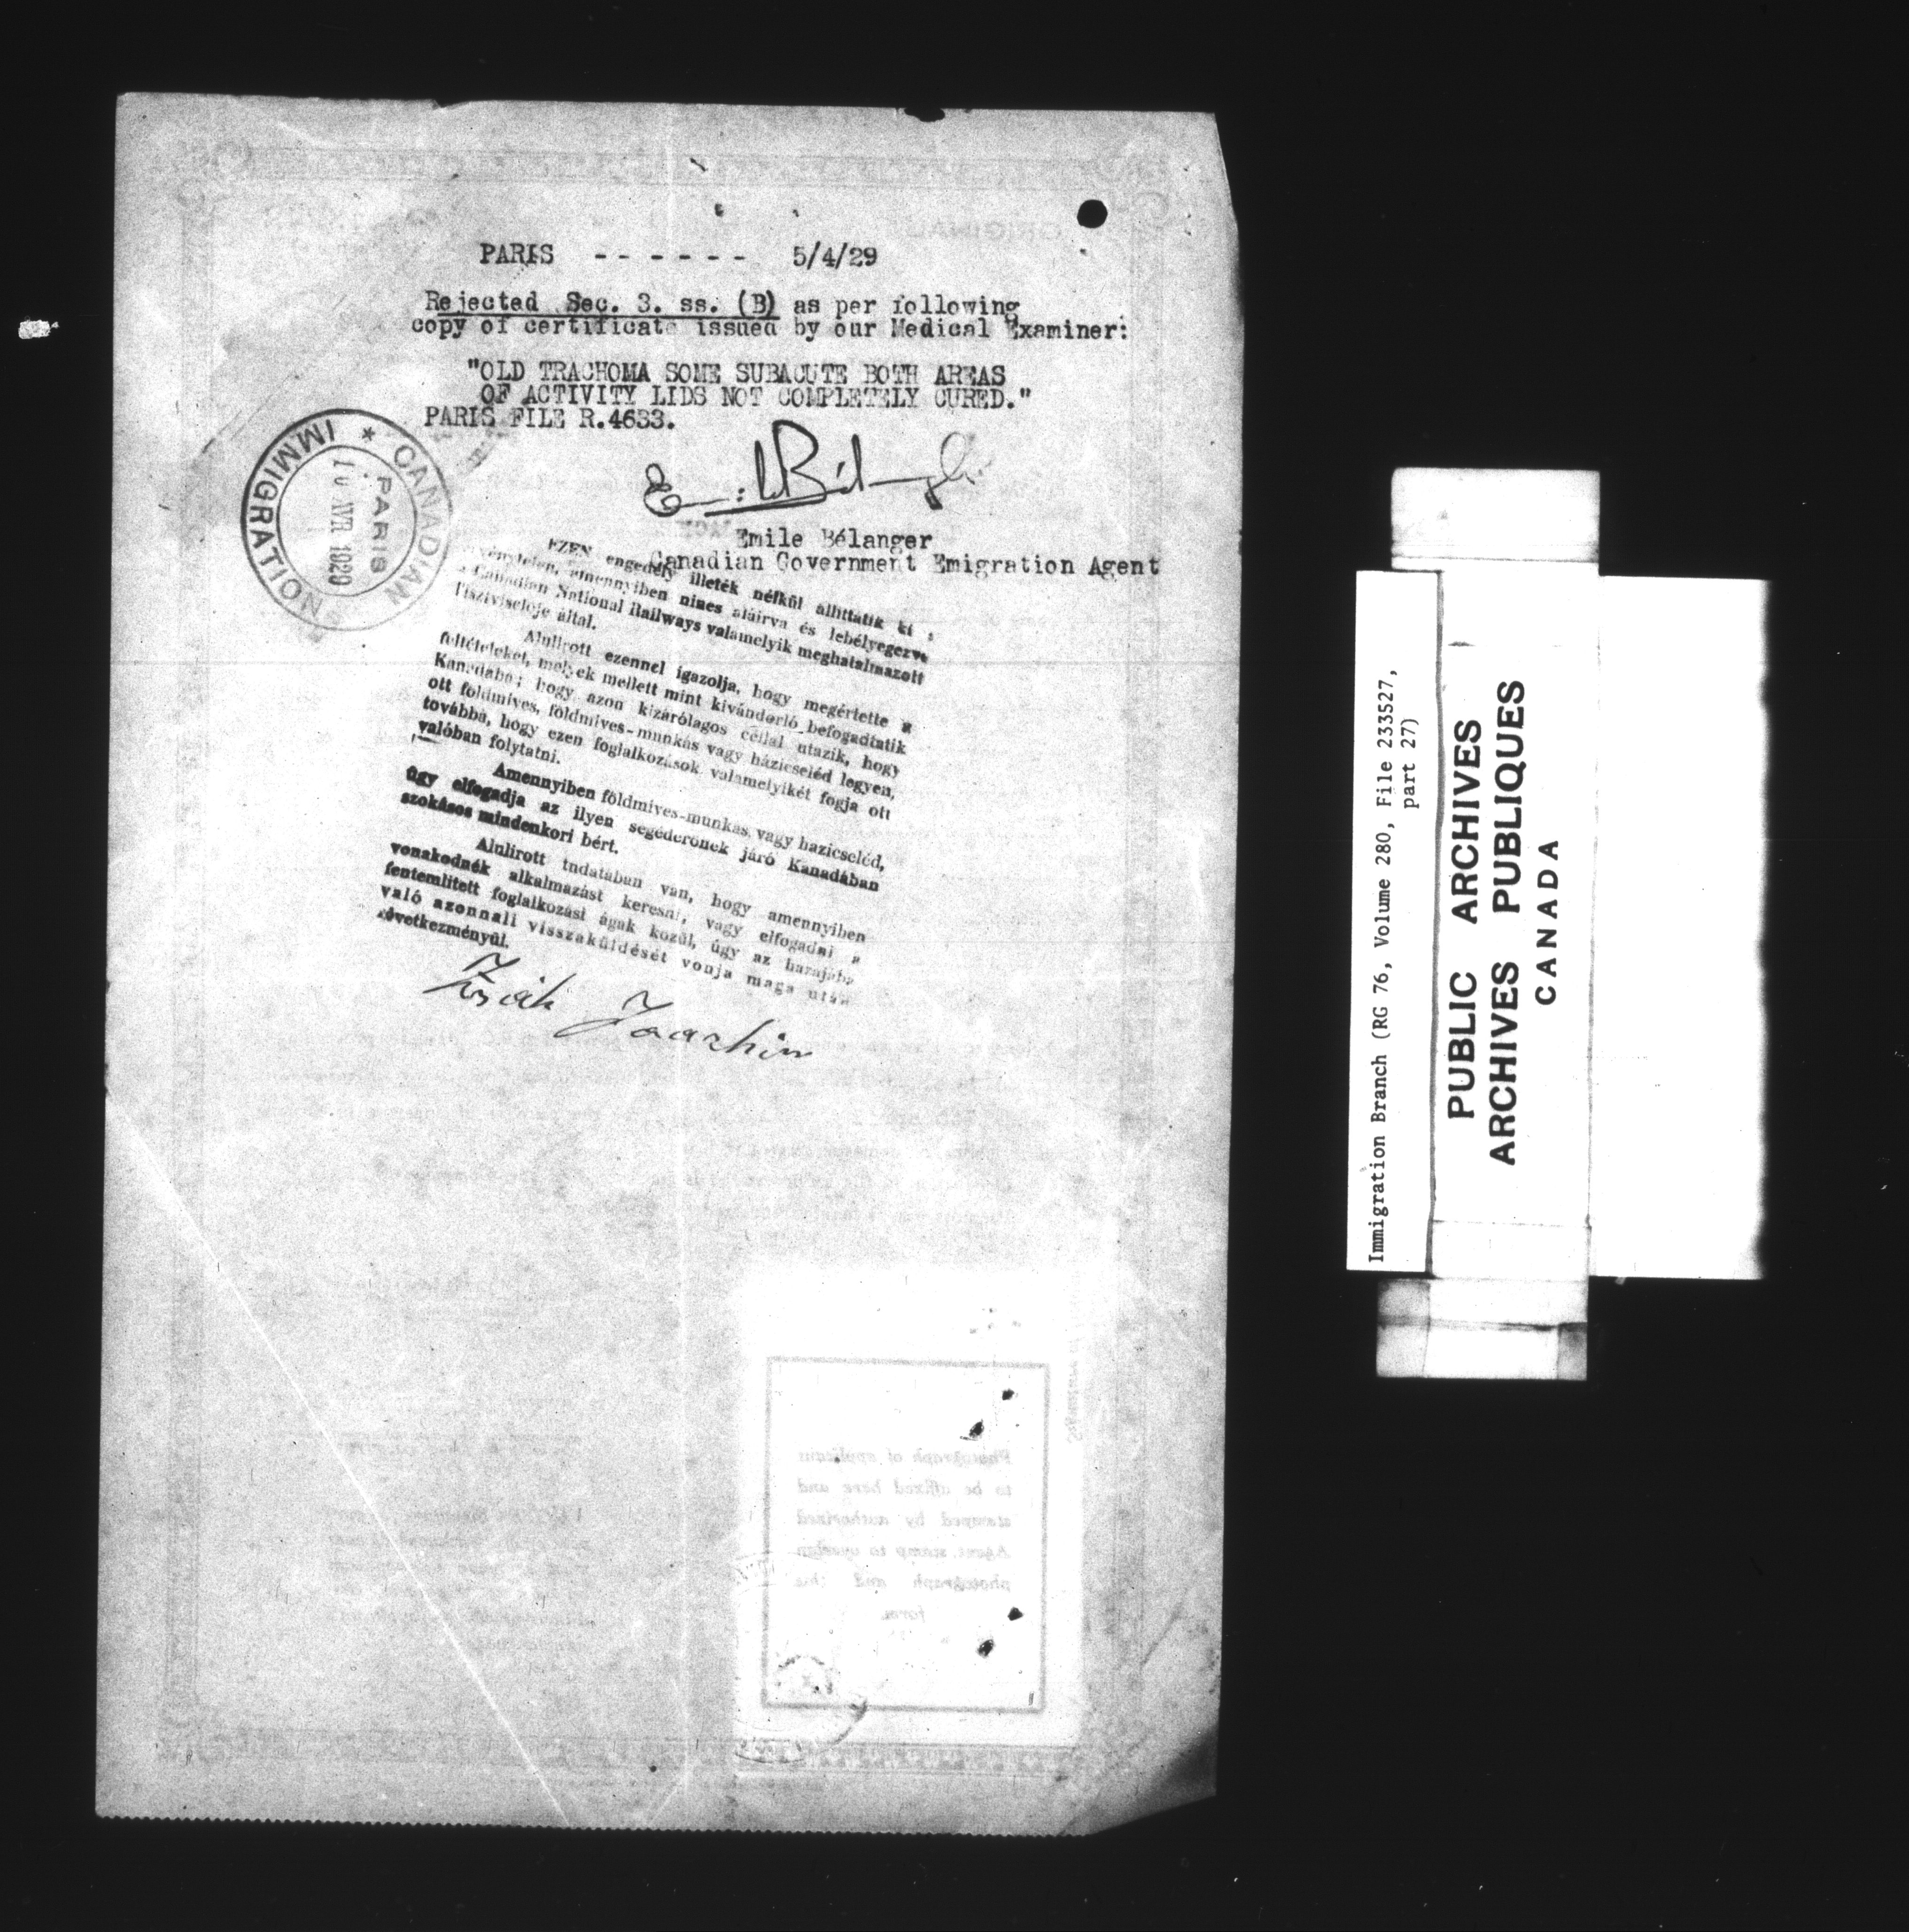 PARIS - - - - - - 5/4/29
Rejected Sec. 3. ss. (B) as per following
copy of certificate issued by our Medical Examiner:
"OLD TRACHOMA SOME SUBACUTE BOTH AREAS
OF ACTIVITY LIDS NOT COMPLETELY CURED."
PARIS FILE R.4633.
Emile Bélanger
Canadian Government Emigration Agent
CANADIAN IMMIGRATION *
PARIS
10 AVR 1929
EZEN engedély illeték nélkül állittatik ki s
érvénytelen, amennyiben nincs aláirva és lebélyegezve
a Canadian National Railways valamelyik meghatalmazott
tisztviselője által.
Alulirott ezennel igazolja, hogy megértette a
feltételeket, melyek mellett mint kivándorló befogadtatik
Kanadába; hogy azon kizárólagos céllal utazik, hogy
ott földmives, földmives-munkás vagy házicseléd legyen,
továbbá, hogy ezen foglalkozások valamelyikét fogja ott
valóban folytatni.
Amennyiben földmives-munkás vagy házicseléd,
úgy elfogadja az ilyen segéderőnek járó Kanadában
szokásos mindenkori bért.
Alulirott tudatában van, hogy amennyiben
vonakodnék alkalmazást keresni, vagy elfogadni a
fentemlitett foglalkozási ágak közül, úgy az hazájába
való azonnali visszaküldését vonja maga után
következményül.
Joachim
Photograph of applicant
to be affixed here and
stamped by authorized
Agent, stamp to overlap
photograph and this
form
Immigration Branch (RG 76, Volume 280, File 233527,
part 27)
PUBLIC ARCHIVES
ARCHIVES PUBLIQUES
CANADA